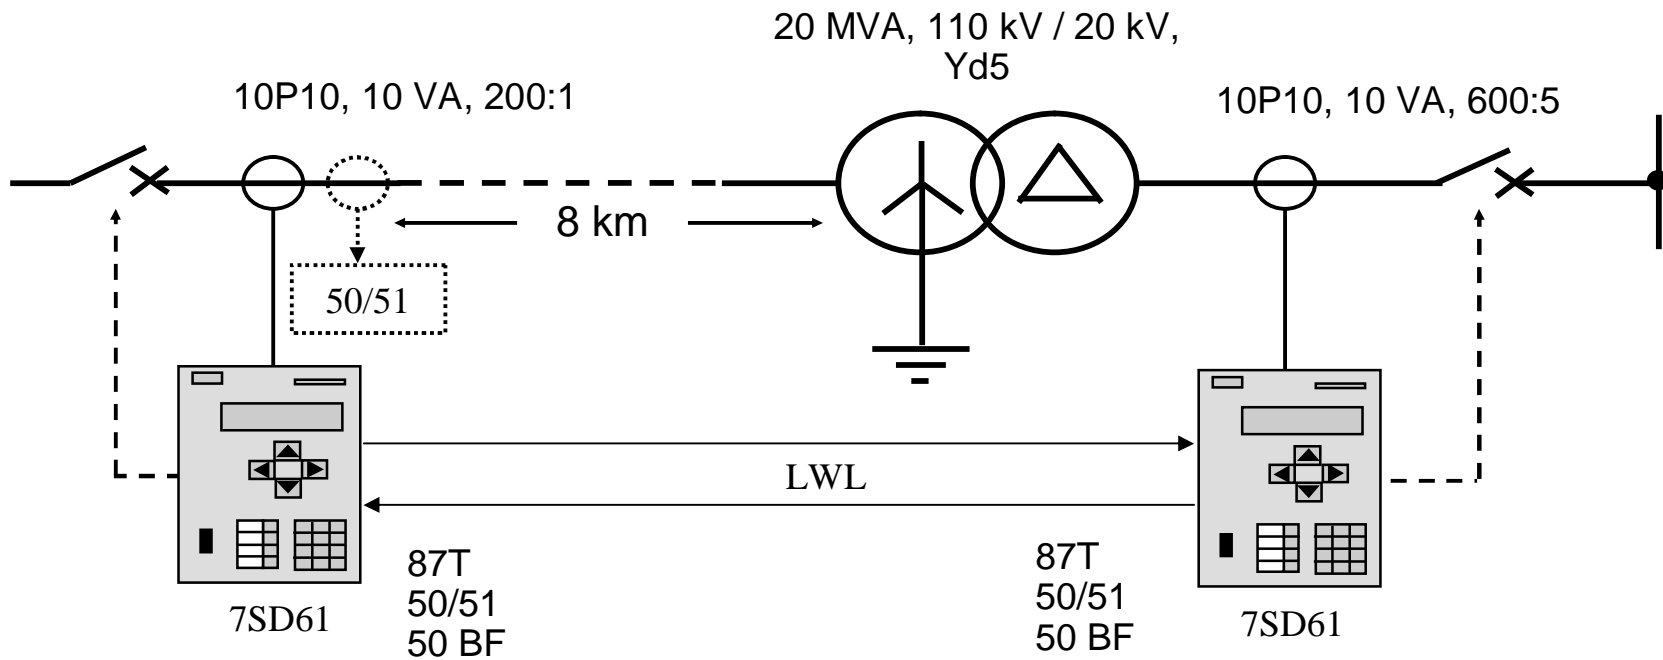 20 MVA, 110 kV / 20 kV,
Yd5
10P10, 10 VA, 200:1
10P10, 10 VA, 600:5
8 km
50/51
LWL
87T
50/51
50 BF
7SD61
87T
50/51
50 BF
7SD61